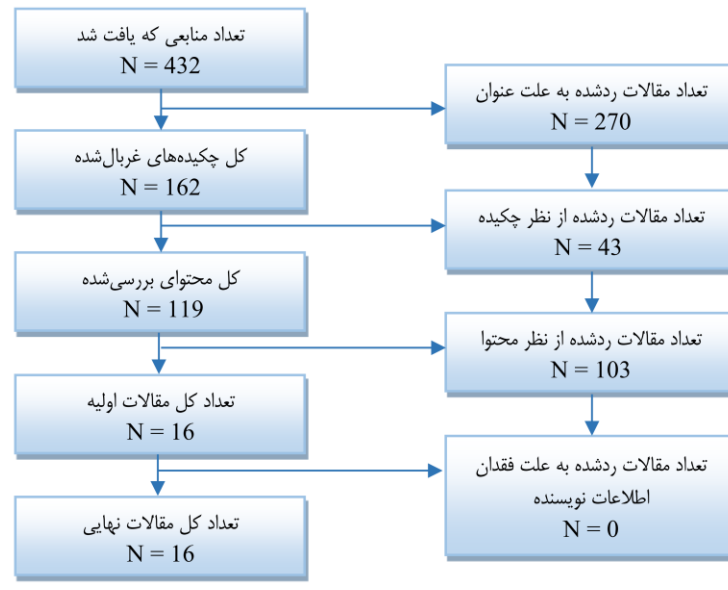 تعداد منابعی که یافت شد
N = 432
تعداد مقالات ردشده به علت عنوان
N = 270
کل چکیده‌های غربال‌شده
N = 162
تعداد مقالات ردشده از نظر چکیده
N = 43
کل محتوای بررسی‌شده
N = 119
تعداد مقالات ردشده از نظر محتوا
N = 103
تعداد کل مقالات اولیه
N = 16
تعداد مقالات ردشده به علت فقدان
اطلاعات نویسنده
N = 0
تعداد کل مقالات نهایی
N = 16